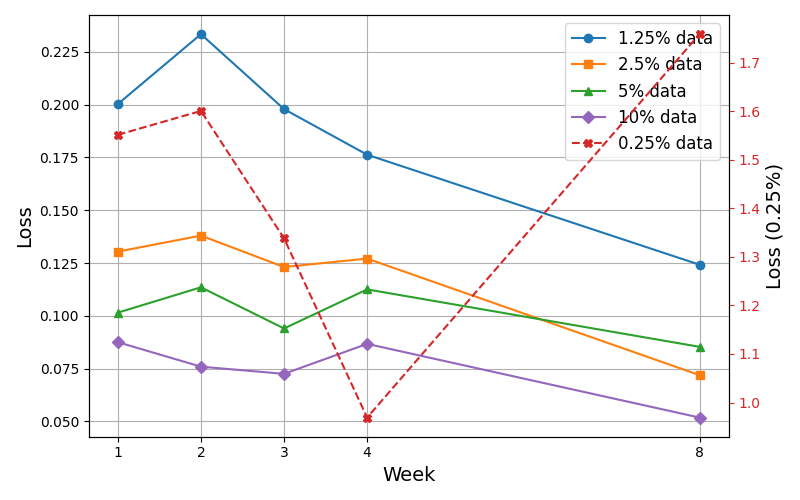 1.25% data
2.5% data
5% data
10% data
0.25% data
Loss
0.225
0.200
0.175
0.150
0.125
0.100
0.075
0.050
1.7
1.6
1.5
1.4
1.3
1.2
1.1
1.0
Loss (0.25%)
1 2 3 4 8
Week